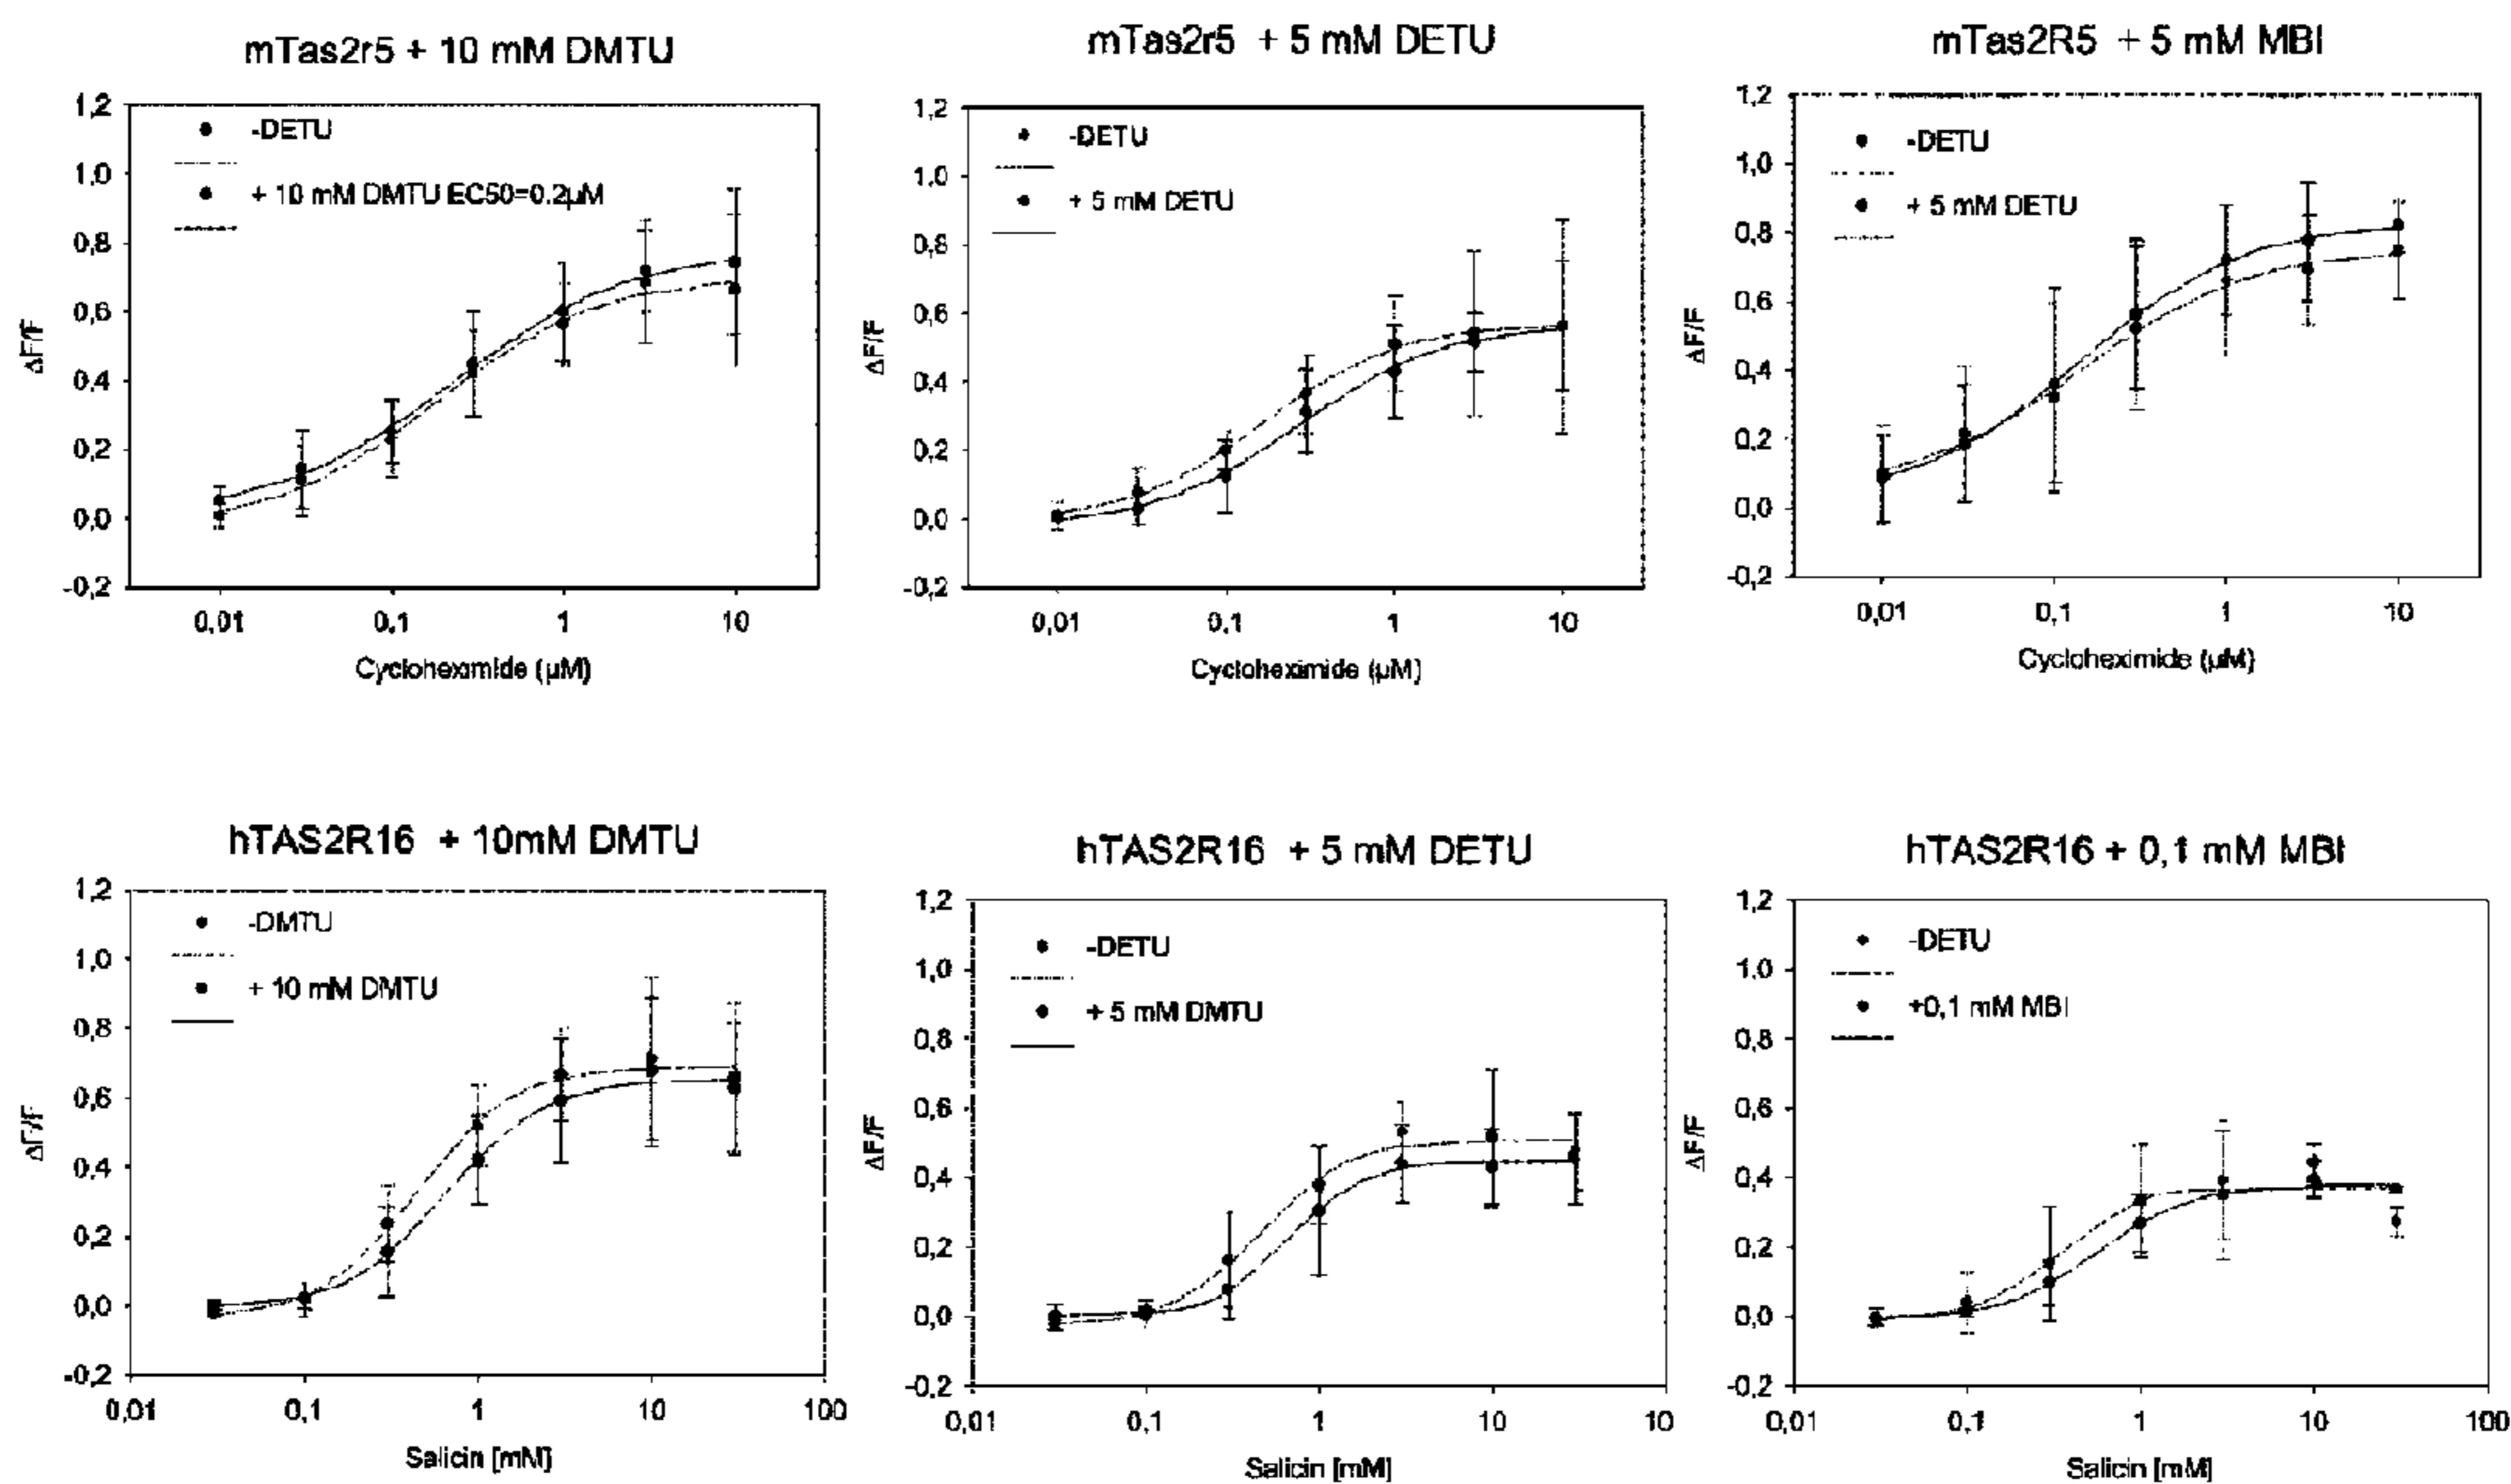 mTas2r5 + 10 mM DMTU
1,2
1,0
0,8
0,6
0,4
0,2
0,0
-0,2
ΔF/F
-DETU
+ 10 mM DMTU EC50=0.2µM
0,01
0,1
1
10
Cycloheximide (µM)
mTas2r5 + 5 mM DETU
1,2
1,0
0,8
0,6
0,4
0,2
0,0
-0,2
ΔF/F
-DETU
+ 5 mM DETU
0,01
0,1
1
10
Cycloheximide (µM)
mTas2R5 + 5 mM MBI
1,2
1,0
0,8
0,6
0,4
0,2
0,0
-0,2
ΔF/F
-DETU
+ 5 mM DETU
0,01
0,1
1
10
Cycloheximide (µM)
hTAS2R16 + 10mM DMTU
1,2
1,0
0,8
0,6
0,4
0,2
0,0
-0,2
ΔF/F
-DMTU
+ 10 mM DMTU
0,01
0,1
1
10
100
Salicin [mM]
hTAS2R16 + 5 mM DETU
1,2
1,0
0,8
0,6
0,4
0,2
0,0
-0,2
ΔF/F
-DETU
+ 5 mM DMTU
0,01
0,1
1
10
10
Salicin [mM]
hTAS2R16 + 0,1 mM MBI
1,2
1,0
0,8
0,6
0,4
0,2
0,0
-0,2
ΔF/F
-DETU
+0,1 mM MBI
0,01
0,1
1
10
100
Salicin [mM]